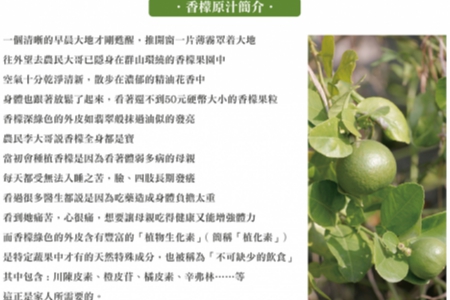 ·香檬原汁簡介·
一個清晰的早晨大地才剛甦醒，推開窗一片薄霧罩着大地
往外望去農民大哥已隱身在群山環繞的香檬果園中
空氣十分乾淨清新，散步在濃郁的精油花香中
身體也跟著放鬆了起來，看著還不到50元硬幣大小的香檬果粒
香檬深綠色的外皮如翡翠般抹過油似的發亮
農民李大哥說香檬全身都是寶
當初會種植香檬是因為看著體弱多病的母親
每天都受無法入睡之苦，臉、四肢長期發癢
看過很多醫生都說是因為吃藥造成身體負擔太重
看到她痛苦，心很痛，想要讓母親吃得健康又能增強體力
而香檬綠色的外皮含有豐富的「植物生化素」（簡稱「植化素」）
是特定蔬果中才有的天然特殊成分，也被稱為「不可缺少的飲食」
其中包含：川陳皮素、橙皮苷、橘皮素、辛弗林……等
這正是家人所需要的。